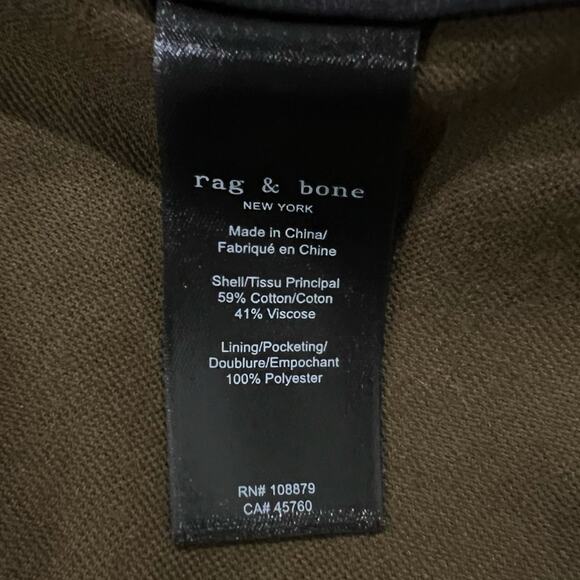 rag & bone
NEW YORK
Made in China/
Fabriqué en Chine
Shell/Tissu Principal
59% Cotton/Coton
41% Viscose
Lining/Pocketing/
Doublure/Empochant
100% Polyester
RN# 108879
CA# 45760